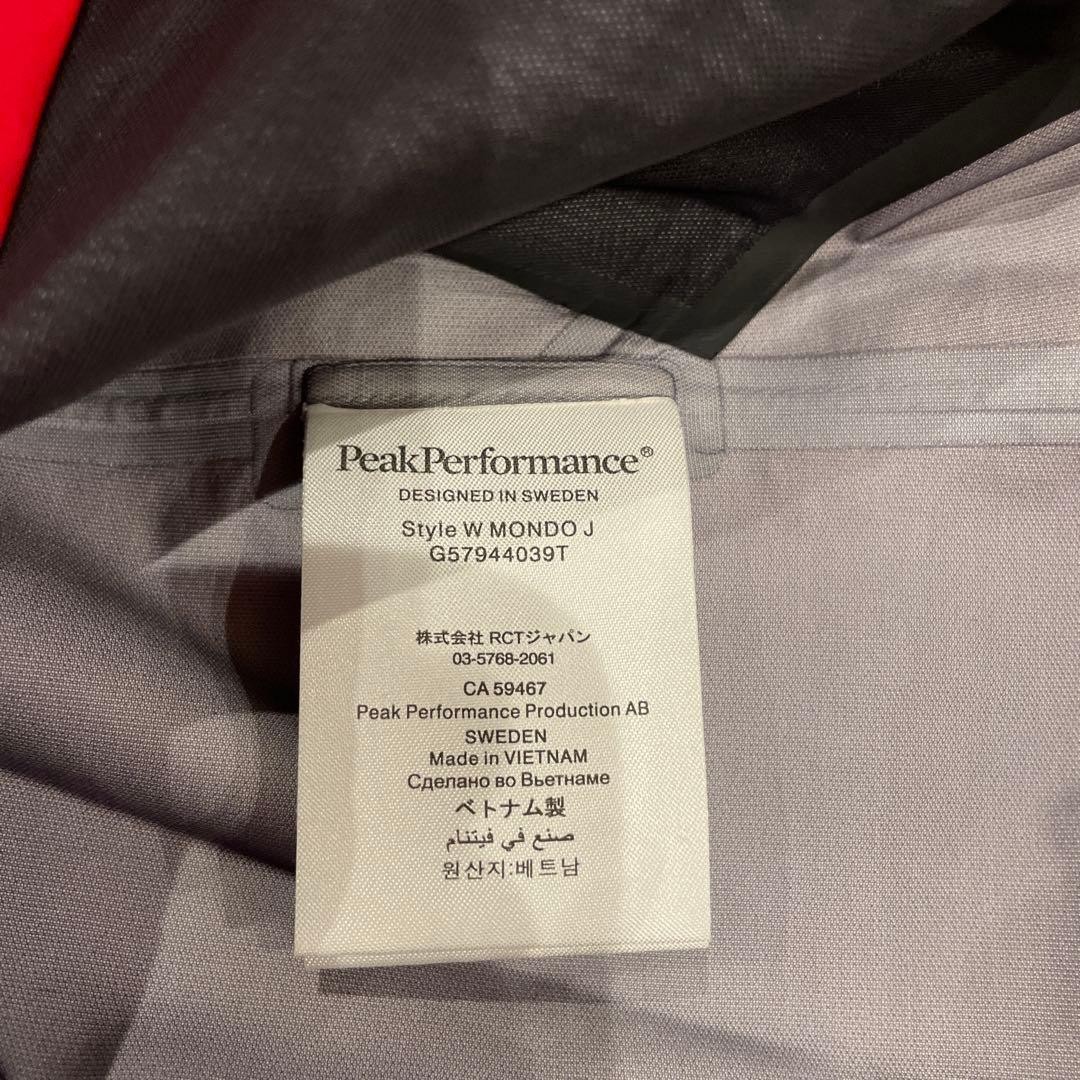 PeakPerformance®
DESIGNED IN SWEDEN
Style W MONDO J
G57944039T
株式会社 RCTジャパン
03-5768-2061
CA 59467
Peak Performance Production AB
SWEDEN
Made in VIETNAM
Сделано во Вьетнаме
ベトナム製
صنع في فيتنام
원산지:베트남